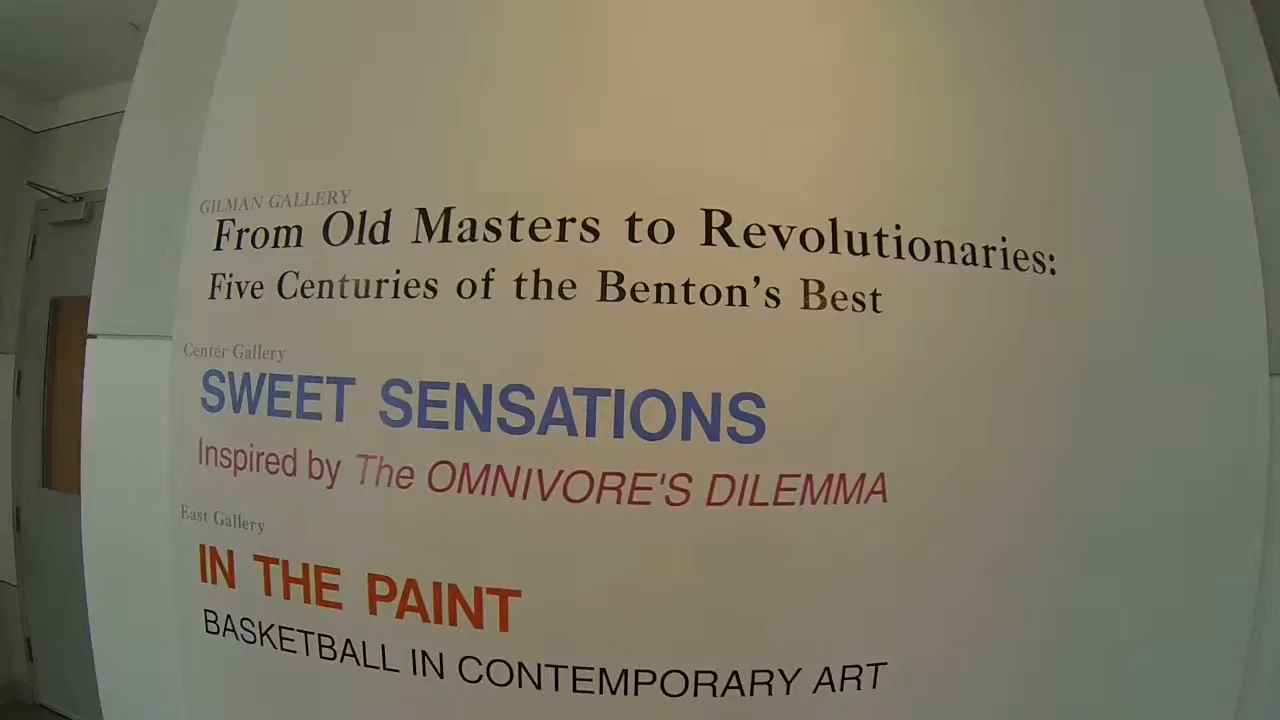 GILMAN GALLERY
From Old Masters to Revolutionaries:
Five Centuries of the Benton's Best
Center Gallery
SWEET SENSATIONS
Inspired by The OMNIVORE'S DILEMMA
East Gallery
IN THE PAINT
BASKETBALL IN CONTEMPORARY ART